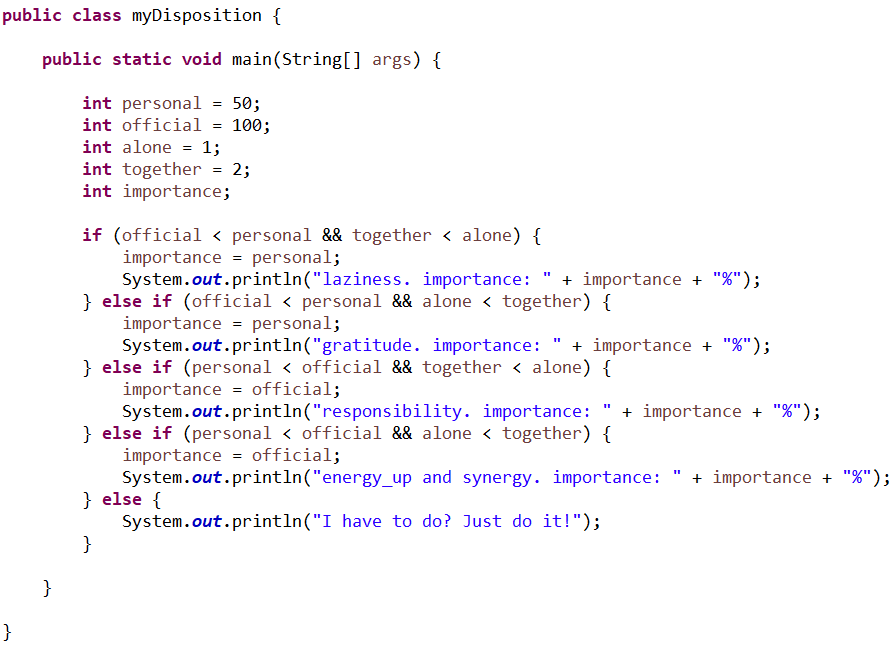 public class myDisposition {
public static void main(String[] args) {
int personal = 50;
int official = 100;
int alone = 1;
int together = 2;
int importance;
if (official < personal && together < alone) {
importance = personal;
System.out.println("laziness. importance: " + importance + "%");
} else if (official < personal && alone < together) {
importance = personal;
System.out.println("gratitude. importance: " + importance + "%");
} else if (personal < official && together < alone) {
importance = official;
System.out.println("responsibility. importance: " + importance + "%");
} else if (personal < official && alone < together) {
importance = official;
System.out.println("energy_up and synergy. importance: " + importance + "%");
} else {
System.out.println("I have to do? Just do it!");
}
}
}